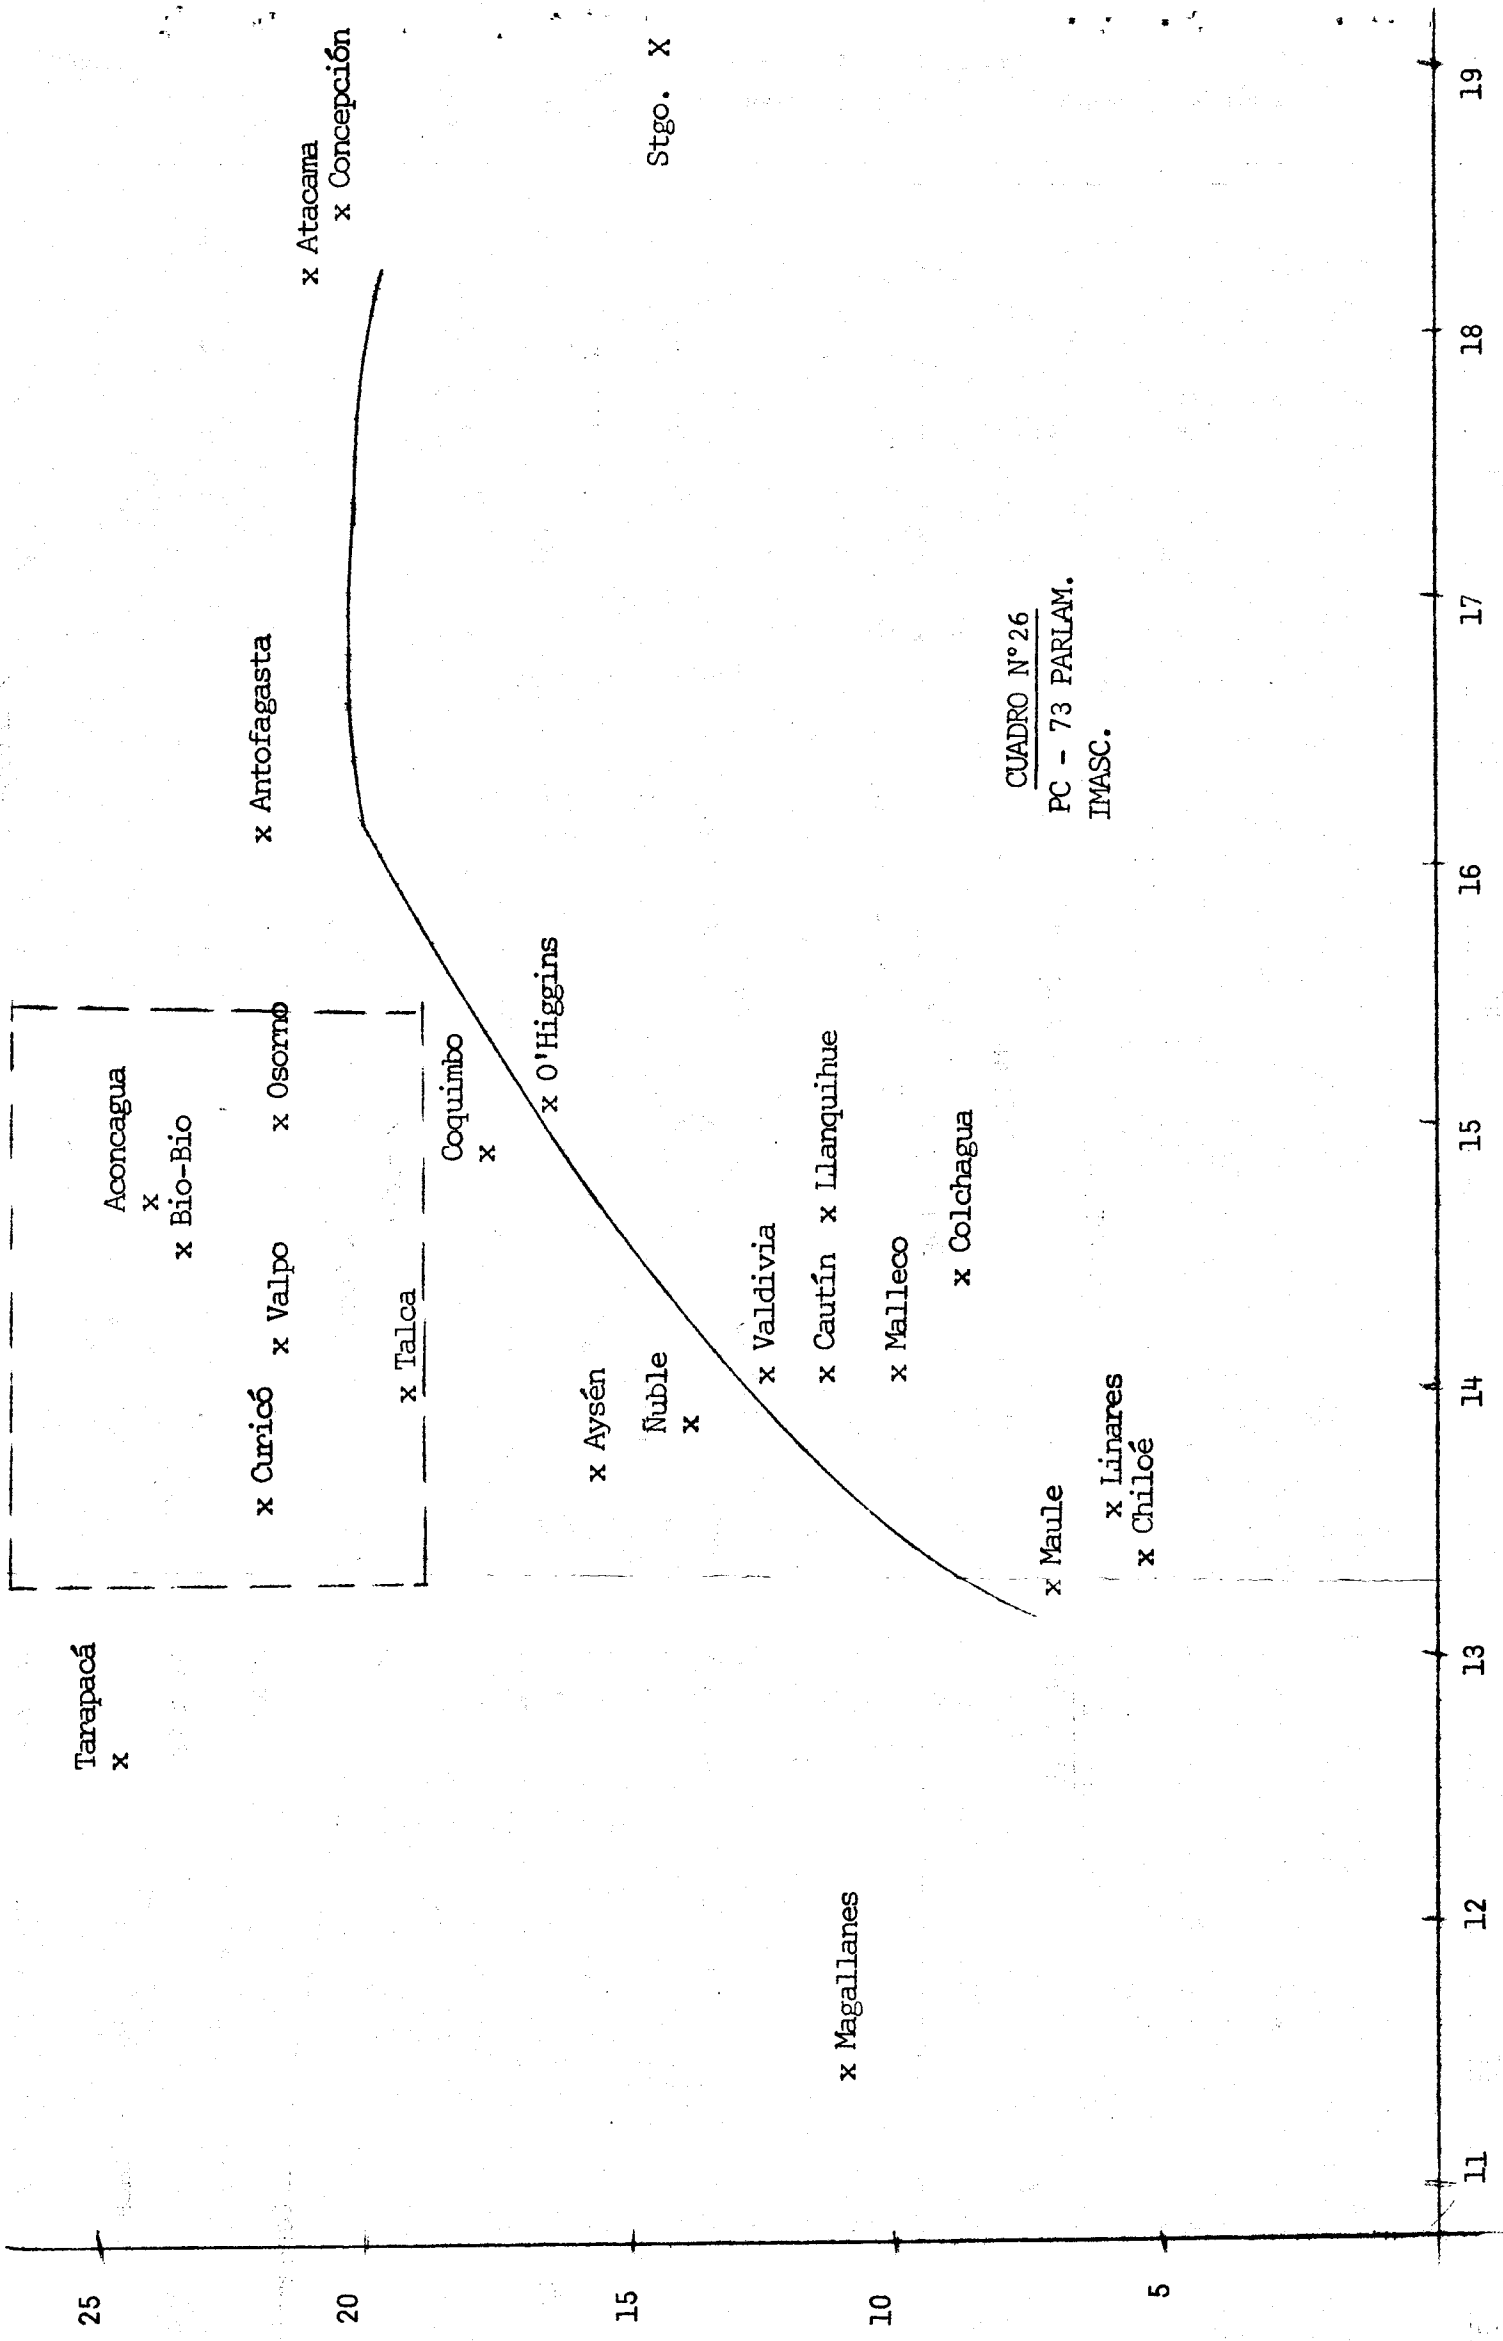 Tarapacá
x
Aconcagua
x
x Bio-Bio
x Curicó
x Valpo
x Osorno
x Talca
x Antofagasta
x Atacama
x Concepción
Coquimbo
x
x O'Higgins
x Aysén
Ñuble
x
Stgo. X
x Valdivia
x Cautín
x Llanquihue
x Magallanes
x Malleco
x Colchagua
x Maule
x Linares
x Chiloé
CUADRO N°26
PC - 73 PARLAM.
IMASC.
25
20
15
10
5
11
12
13
14
15
16
17
18
19